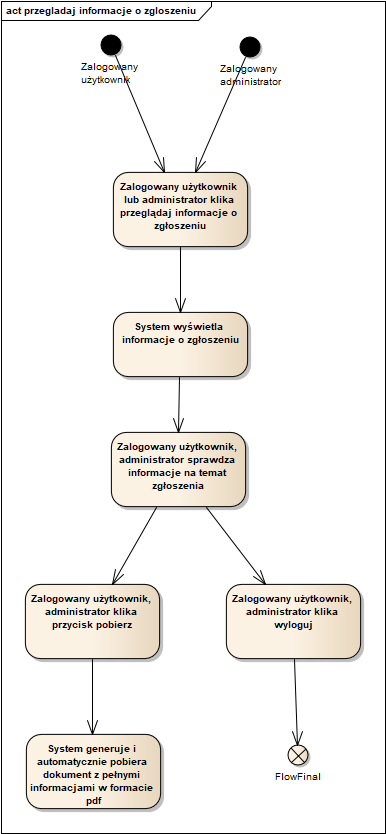 act przegladaj informacje o zgloszeniu
Zalogowany
użytkownik
Zalogowany
administrator
Zalogowany użytkownik
lub administrator klika
przeglądaj informacje o
zgłoszeniu
System wyświetla
informacje o zgłoszeniu
Zalogowany użytkownik,
administrator sprawdza
informacje na temat
zgłoszenia
Zalogowany użytkownik,
administrator klika
przycisk pobierz
Zalogowany użytkownik,
administrator klika
wyloguj
System generuje i
automatycznie pobiera
dokument z pełnymi
informacjami w formacie
pdf
FlowFinal